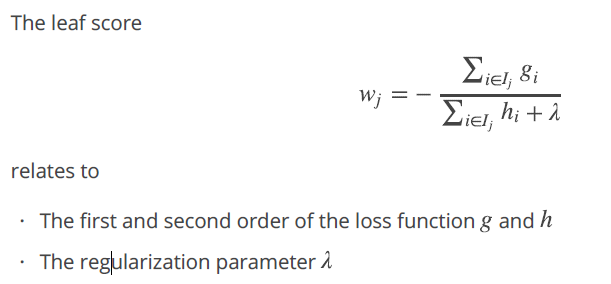 The leaf score
w_j = − (∑_{i∈I_j} g_i) / (∑_{i∈I_j} h_i + λ)
relates to
· The first and second order of the loss function g and h
· The regularization parameter λ